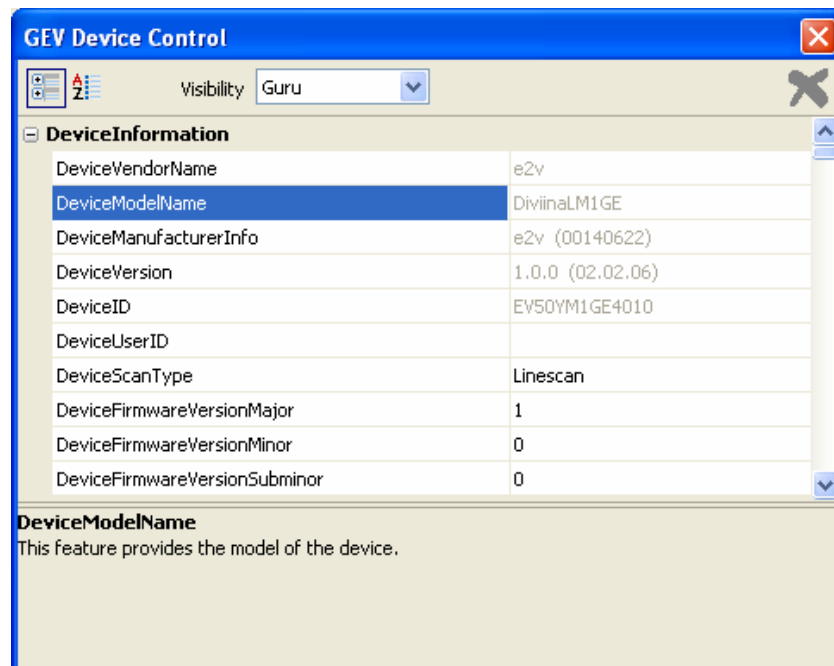 GEV Device Control
Visibility Guru
DeviceInformation
DeviceVendorName e2v
DeviceModelName DiviinaLM1GE
DeviceManufacturerInfo e2v (00140622)
DeviceVersion 1.0.0 (02.02.06)
DeviceID EV50YM1GE4010
DeviceUserID
DeviceScanType Linescan
DeviceFirmwareVersionMajor 1
DeviceFirmwareVersionMinor 0
DeviceFirmwareVersionSubminor 0
DeviceModelName
This feature provides the model of the device.